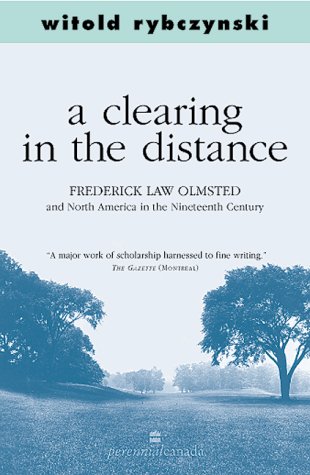 witold rybczynski
a clearing
in the distance
FREDERICK LAW OLMSTED
and North America in the Nineteenth Century
"A major work of scholarship harnessed to fine writing."
THE GAZETTE (MONTREAL)
perennialcanada